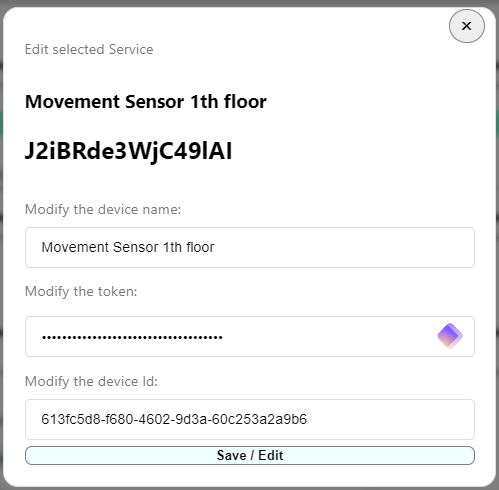 ✕
Edit selected Service
Movement Sensor 1th floor
J2iBRde3WjC49lAI
Modify the device name:
Movement Sensor 1th floor
Modify the token:
••••••••••••••••••••••••••••••••••••
Modify the device Id:
613fc5d8-f680-4602-9d3a-60c253a2a9b6
Save / Edit